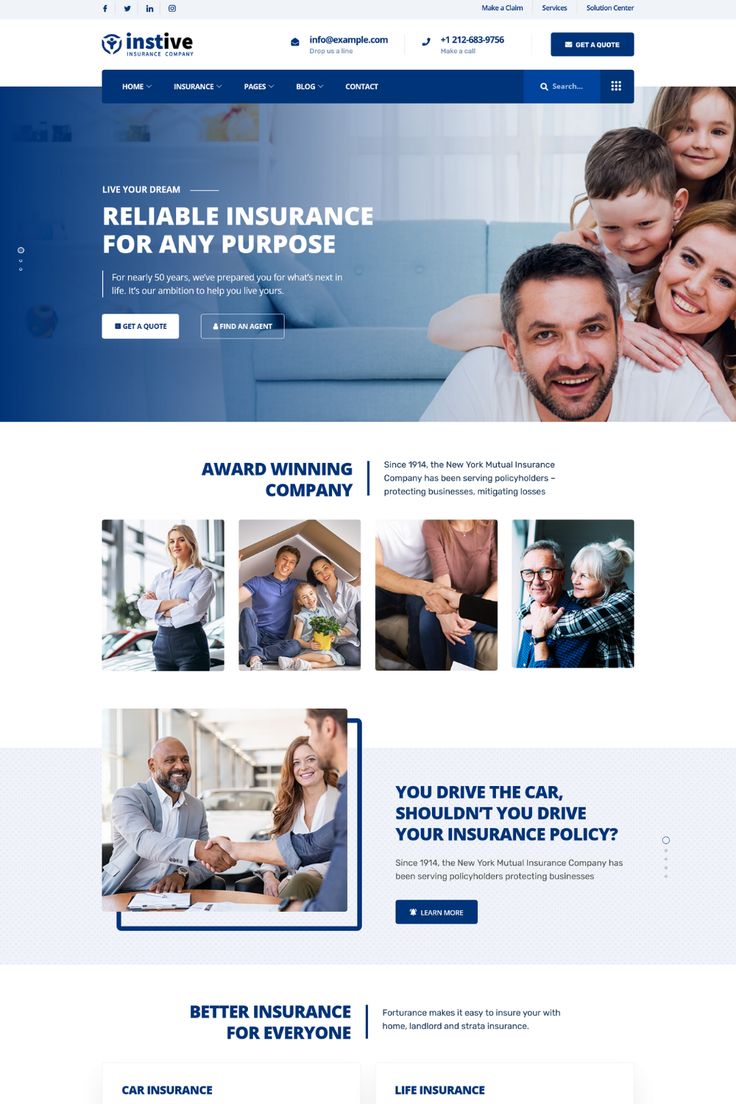 Make a Claim Services Solution Center
instive
INSURANCE COMPANY
info@example.com
Drop us a line
+1 212-683-9756
Make a call
GET A QUOTE
HOME INSURANCE PAGES BLOG CONTACT Search...
LIVE YOUR DREAM
RELIABLE INSURANCE
FOR ANY PURPOSE
For nearly 50 years, we've prepared you for what's next in
life. It's our ambition to help you live yours.
GET A QUOTE FIND AN AGENT
AWARD WINNING
COMPANY
Since 1914, the New York Mutual Insurance
Company has been serving policyholders –
protecting businesses, mitigating losses
YOU DRIVE THE CAR,
SHOULDN'T YOU DRIVE
YOUR INSURANCE POLICY?
Since 1914, the New York Mutual Insurance Company has
been serving policyholders protecting businesses
LEARN MORE
BETTER INSURANCE
FOR EVERYONE
Forturance makes it easy to insure your with
home, landlord and strata insurance.
CAR INSURANCE LIFE INSURANCE